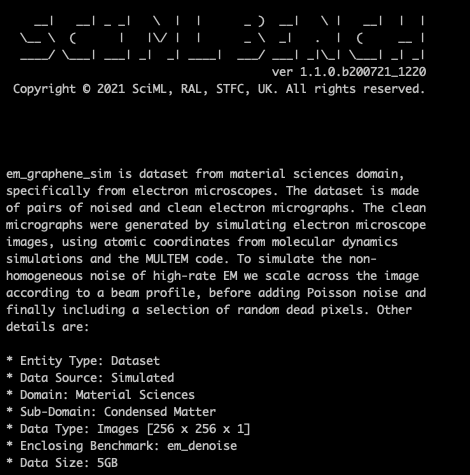 SCIML BENCH
ver 1.1.0.b200721_1220
Copyright © 2021 SciML, RAL, STFC, UK. All rights reserved.
em_graphene_sim is dataset from material sciences domain,
specifically from electron microscopes. The dataset is made
of pairs of noised and clean electron micrographs. The clean
micrographs were generated by simulating electron microscope
images, using atomic coordinates from molecular dynamics
simulations and the MULTEM code. To simulate the non-
homogeneous noise of high-rate EM we scale across the image
according to a beam profile, before adding Poisson noise and
finally including a selection of random dead pixels. Other
details are:
* Entity Type: Dataset
* Data Source: Simulated
* Domain: Material Sciences
* Sub-Domain: Condensed Matter
* Data Type: Images [256 x 256 x 1]
* Enclosing Benchmark: em_denoise
* Data Size: 5GB